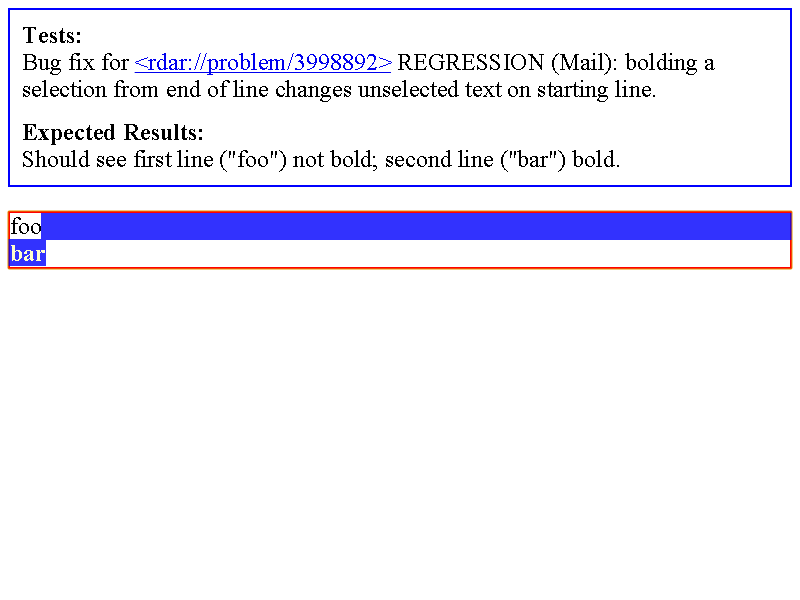 Tests:
Bug fix for <rdar://problem/3998892> REGRESSION (Mail): bolding a
selection from end of line changes unselected text on starting line.
Expected Results:
Should see first line ("foo") not bold; second line ("bar") bold.
foo
bar